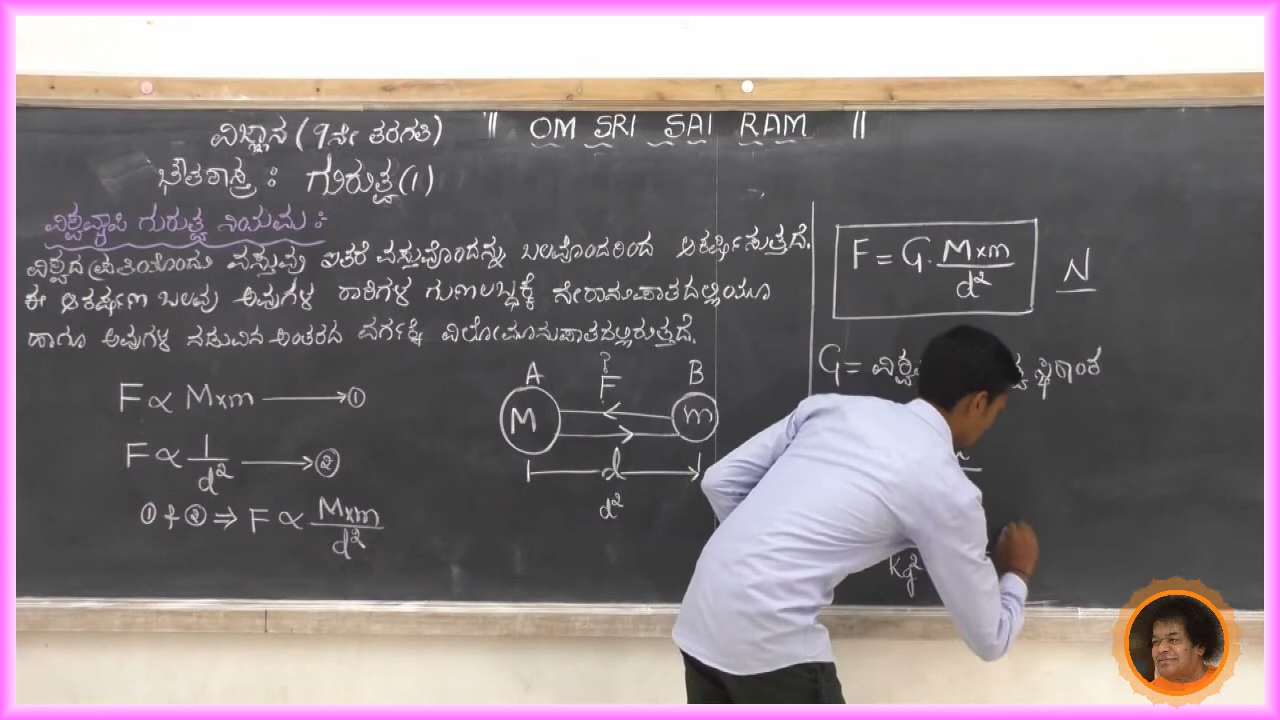 ವಿಜ್ಞಾನ (9ನೇ ತರಗತಿ)
|| OM SRI SAI RAM ||
ಭೌತಶಾಸ್ತ್ರ : ಗುರುತ್ವ (1)
ವಿಶ್ವವ್ಯಾಪಿ ಗುರುತ್ವ ನಿಯಮ :
ವಿಶ್ವದ ಪ್ರತಿಯೊಂದು ವಸ್ತುವು ಇತರೆ ವಸ್ತುವೊಂದನ್ನು ಬಲವೊಂದರಿಂದ ಆಕರ್ಷಿಸುತ್ತದೆ.
ಈ ಆಕರ್ಷಣ ಬಲವು ಅವುಗಳ ರಾಶಿಗಳ ಗುಣಲಬ್ಧಕ್ಕೆ ನೇರಾನುಪಾತದಲ್ಲಿಯೂ
ಹಾಗೂ ಅವುಗಳ ನಡುವಿನ ಅಂತರದ ವರ್ಗಕ್ಕೆ ವಿಲೋಮಾನುಪಾತದಲ್ಲಿರುತ್ತದೆ.
F ∝ M×m → ①
F ∝ 1/d² → ②
① + ② ⇒ F ∝ M×m/d²
A ? B
F
M m
d
d²
F = G · M×m/d² N
G = ಸ್ಥಿರಾಂಕ
kg²